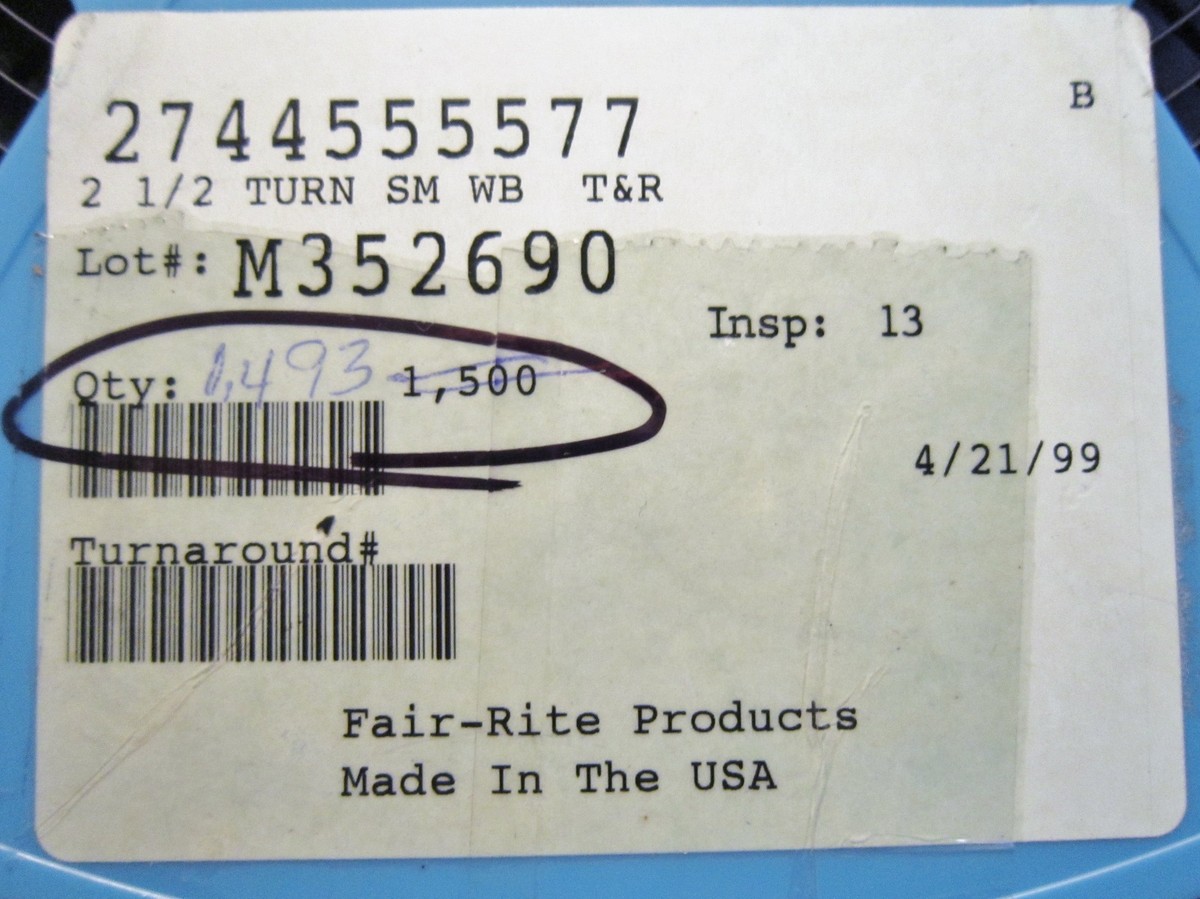 B
2744555577
2 1/2 TURN SM WB T&R
Lot#: M352690
Insp: 13
Qty: 1,493 1,500
4/21/99
Turnaround#
Fair-Rite Products
Made In The USA